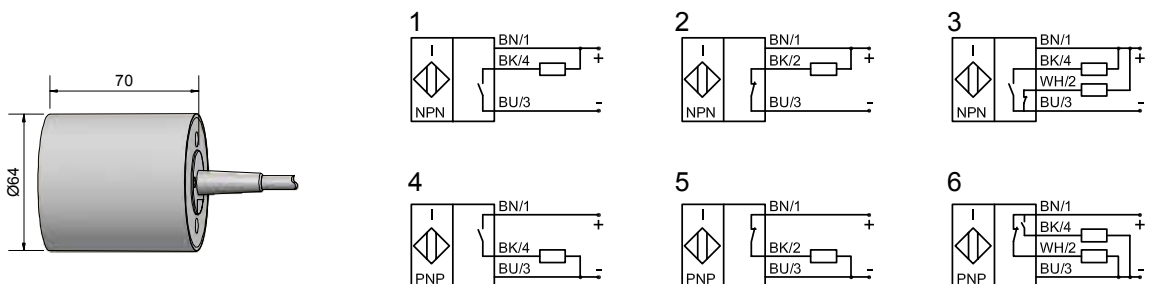 70
Ø64
1
I
NPN
BN/1
BK/4
BU/3
+
-
2
I
NPN
BN/1
BK/2
BU/3
+
-
3
I
NPN
BN/1
BK/4
WH/2
BU/3
+
-
4
I
PNP
BN/1
BK/4
BU/3
+
-
5
I
PNP
BN/1
BK/2
BU/3
+
-
6
I
PNP
BN/1
BK/4
WH/2
BU/3
+
-